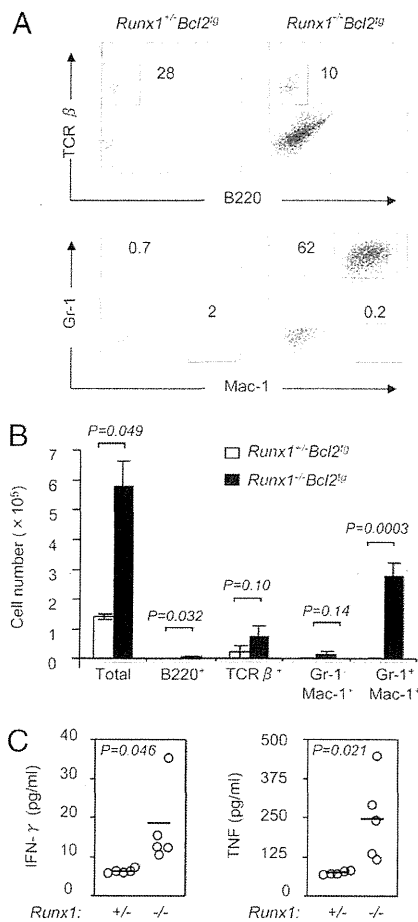 A
Runx1+/-Bcl2tg Runx1-/-Bcl2tg
28 10
TCR β
B220
0.7 62
2 0.2
Gr-1
Mac-1
B
7
6
5
4
3
2
1
0
Cell number (× 10⁵)
P=0.049
P=0.032
P=0.10
P=0.14
P=0.0003
Runx1+/-Bcl2tg
Runx1-/-Bcl2tg
Total B220+ TCR β+ Gr-1- Gr-1+
Mac-1+ Mac-1+
C
40
30
20
10
0
IFN-γ (pg/ml)
P=0.046
500
375
250
125
0
TNF (pg/ml)
P=0.021
Runx1: +/- -/- Runx1: +/- -/-